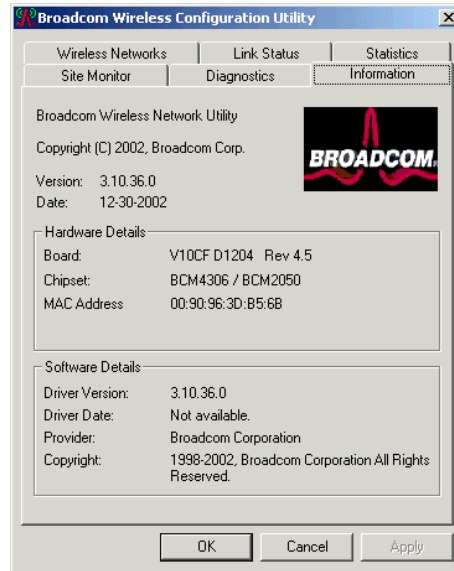 Broadcom Wireless Configuration Utility
Wireless Networks Link Status Statistics
Site Monitor Diagnostics Information
Broadcom Wireless Network Utility
Copyright (C) 2002, Broadcom Corp.
BROADCOM.
Version: 3.10.36.0
Date: 12-30-2002
Hardware Details
Board: V10CF D1204 Rev 4.5
Chipset: BCM4306 / BCM2050
MAC Address 00:90:96:3D:B5:6B
Software Details
Driver Version: 3.10.36.0
Driver Date: Not available.
Provider: Broadcom Corporation
Copyright: 1998-2002, Broadcom Corporation All Rights
Reserved.
OK Cancel Apply